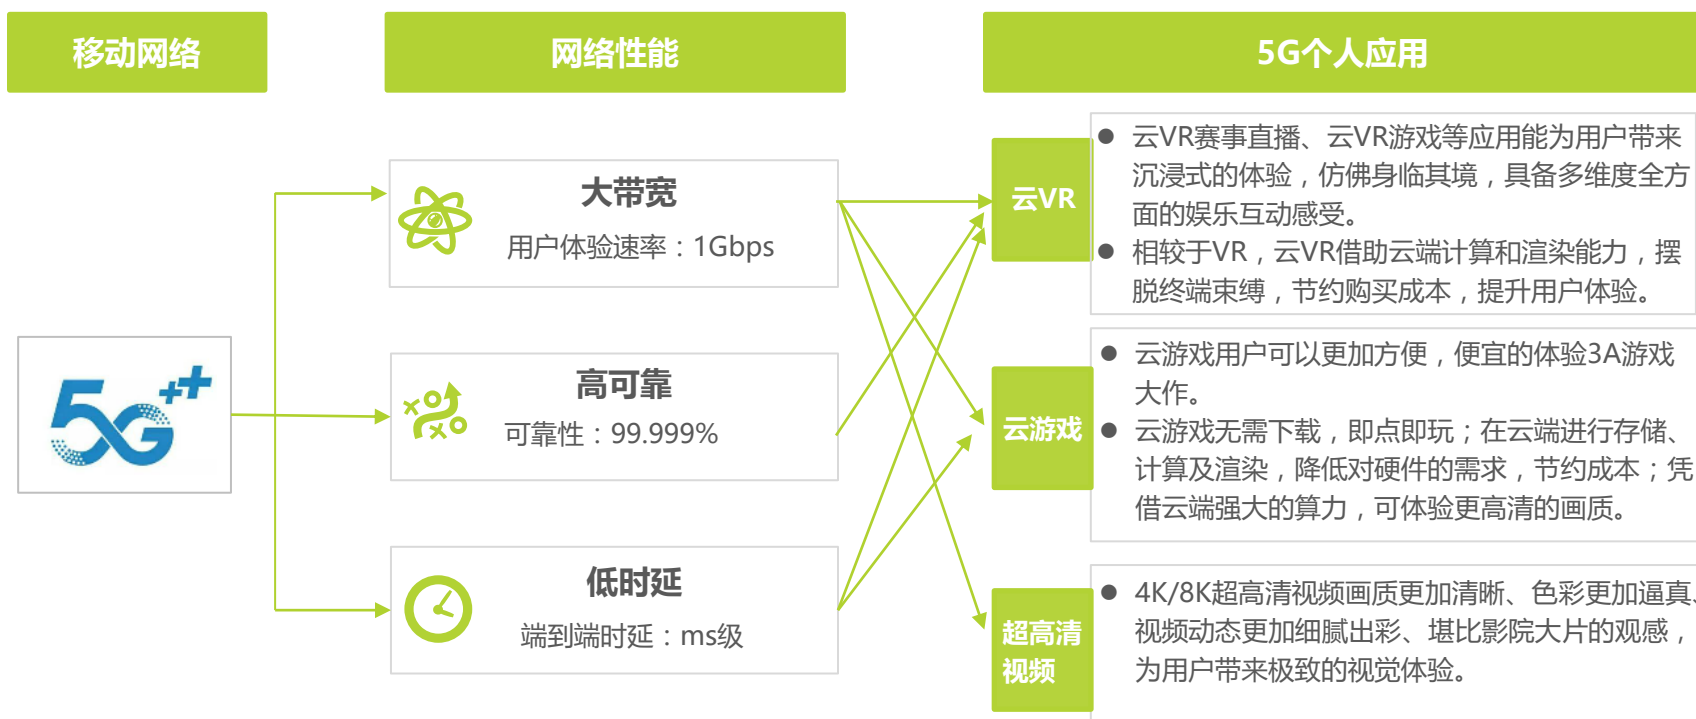 移动网络
网络性能
5G个人应用
5G++
大带宽
用户体验速率：1Gbps
高可靠
可靠性：99.999%
低时延
端到端时延：ms级
云VR
● 云VR赛事直播、云VR游戏等应用能为用户带来
沉浸式的体验，仿佛身临其境，具备多维度全方
面的娱乐互动感受。
● 相较于VR，云VR借助云端计算和渲染能力，摆
脱终端束缚，节约购买成本，提升用户体验。
云游戏
● 云游戏用户可以更加方便，便宜的体验3A游戏
大作。
● 云游戏无需下载，即点即玩；在云端进行存储、
计算及渲染，降低对硬件的需求，节约成本；凭
借云端强大的算力，可体验更高清的画质。
超高清
视频
● 4K/8K超高清视频画质更加清晰、色彩更加逼真、
视频动态更加细腻出彩、堪比影院大片的观感，
为用户带来极致的视觉体验。